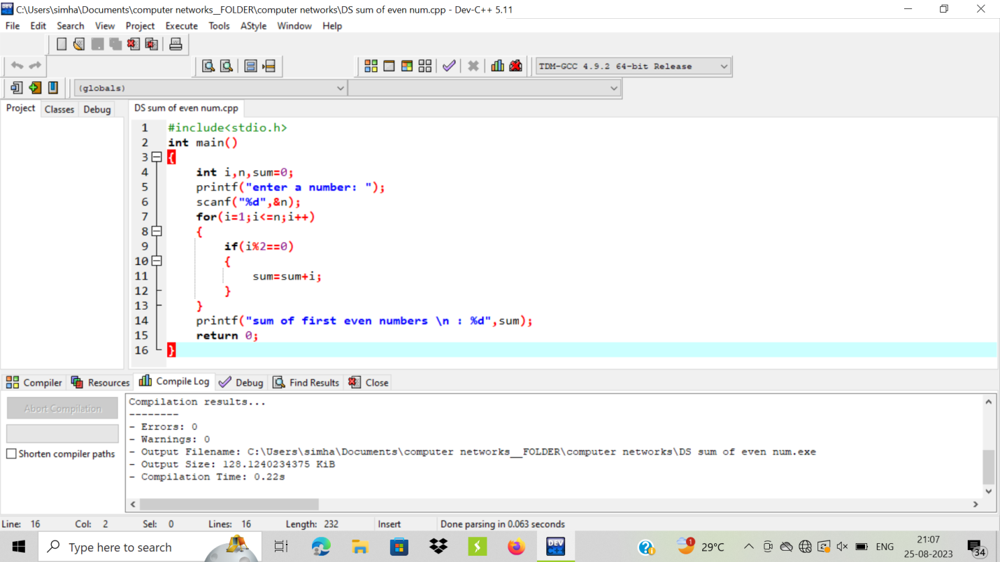 C:\Users\simha\Documents\computer networks__FOLDER\computer networks\DS sum of even num.cpp - Dev-C++ 5.11
File Edit Search View Project Execute Tools AStyle Window Help
TDM-GCC 4.9.2 64-bit Release
(globals)
Project Classes Debug
DS sum of even num.cpp
1 #include<stdio.h>
2 int main()
3 {
4 int i,n,sum=0;
5 printf("enter a number: ");
6 scanf("%d",&n);
7 for(i=1;i<=n;i++)
8 {
9 if(i%2==0)
10 {
11 sum=sum+i;
12 }
13 }
14 printf("sum of first even numbers \n : %d",sum);
15 return 0;
16 }
Compiler Resources Compile Log Debug Find Results Close
Abort Compilation
Shorten compiler paths
Compilation results...
--------
- Errors: 0
- Warnings: 0
- Output Filename: C:\Users\simha\Documents\computer networks__FOLDER\computer networks\DS sum of even num.exe
- Output Size: 128.1240234375 KiB
- Compilation Time: 0.22s
Line: 16 Col: 2 Sel: 0 Lines: 16 Length: 232 Insert Done parsing in 0.063 seconds
Type here to search
DEV C++
1
29°C
ENG
21:07
25-08-2023
34